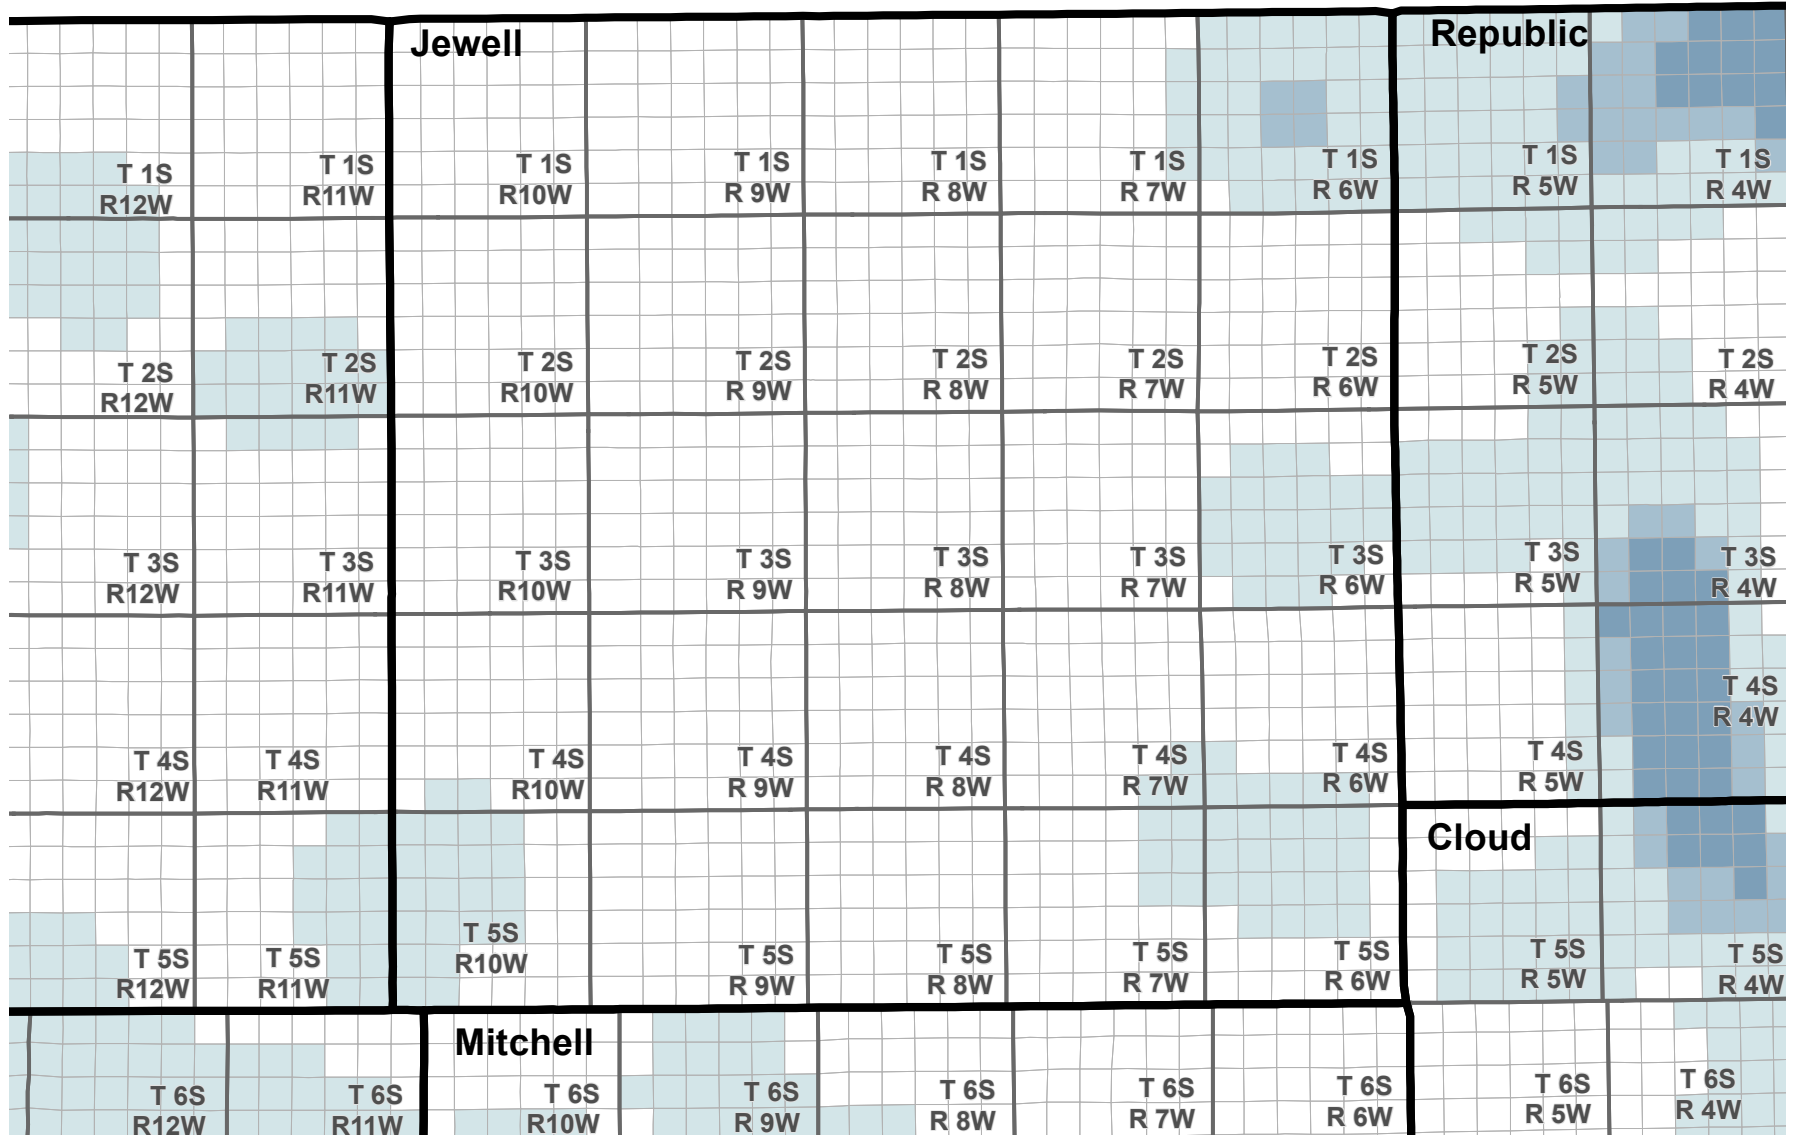 Jewell
Republic
T 1S
R12W
T 1S
R11W
T 1S
R10W
T 1S
R 9W
T 1S
R 8W
T 1S
R 7W
T 1S
R 6W
T 1S
R 5W
T 1S
R 4W
T 2S
R12W
T 2S
R11W
T 2S
R10W
T 2S
R 9W
T 2S
R 8W
T 2S
R 7W
T 2S
R 6W
T 2S
R 5W
T 2S
R 4W
T 3S
R12W
T 3S
R11W
T 3S
R10W
T 3S
R 9W
T 3S
R 8W
T 3S
R 7W
T 3S
R 6W
T 3S
R 5W
T 3S
R 4W
T 4S
R12W
T 4S
R11W
T 4S
R10W
T 4S
R 9W
T 4S
R 8W
T 4S
R 7W
T 4S
R 6W
T 4S
R 5W
T 4S
R 4W
Cloud
T 5S
R12W
T 5S
R11W
T 5S
R10W
T 5S
R 9W
T 5S
R 8W
T 5S
R 7W
T 5S
R 6W
T 5S
R 5W
T 5S
R 4W
Mitchell
T 6S
R12W
T 6S
R11W
T 6S
R10W
T 6S
R 9W
T 6S
R 8W
T 6S
R 7W
T 6S
R 6W
T 6S
R 5W
T 6S
R 4W